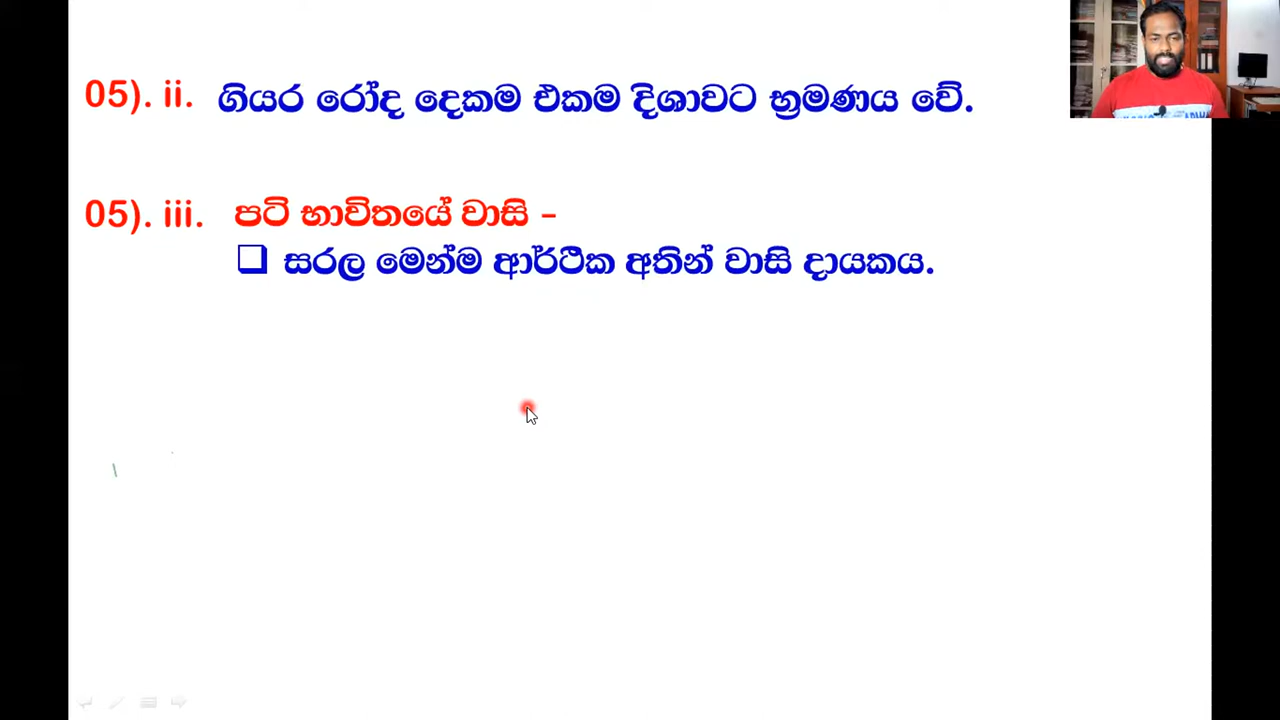 05). ii. ගියර රෝද දෙකම එකම දිශාවට භ්‍රමණය වේ.
05). iii. පටි භාවිතයේ වාසි –
❑ සරල මෙන්ම ආර්ථික අතින් වාසි දායකය.